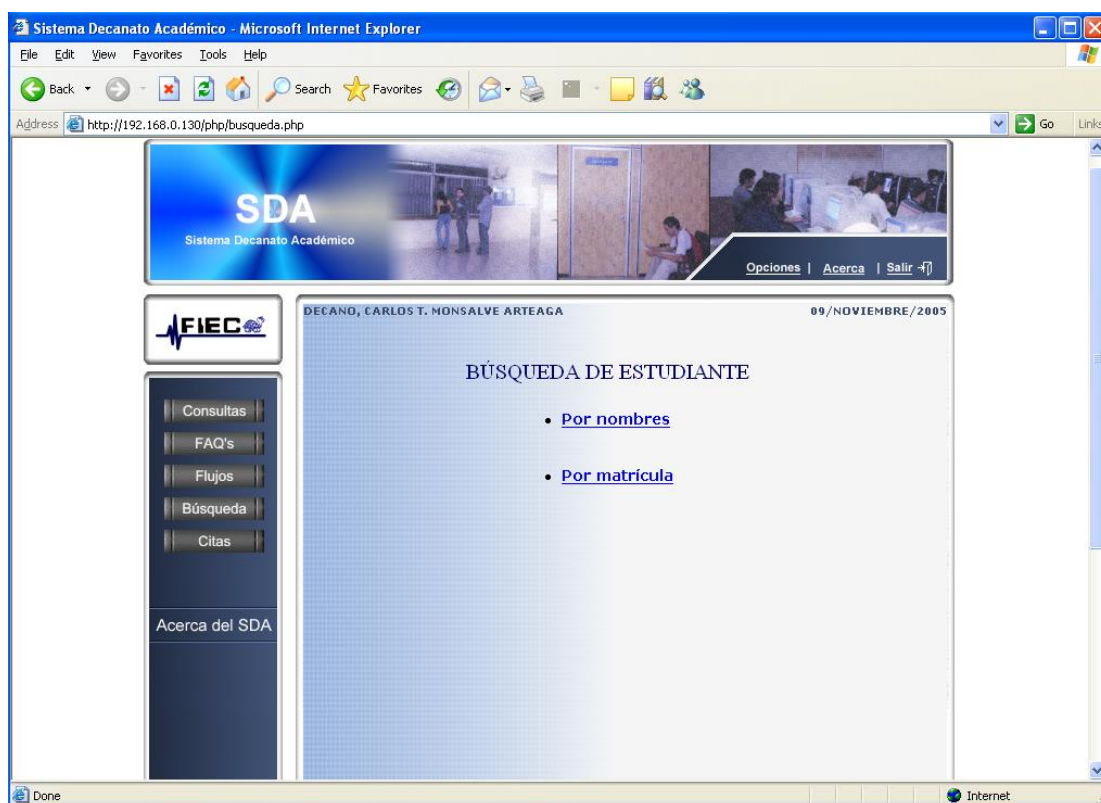 Sistema Decanato Académico - Microsoft Internet Explorer
File Edit View Favorites Tools Help
Back Search Favorites
Address http://192.168.0.130/php/busqueda.php Go Links
SDA
Sistema Decanato Académico
Opciones | Acerca | Salir
FIEC
DECANO, CARLOS T. MONSALVE ARTEAGA 09/NOVIEMBRE/2005
BÚSQUEDA DE ESTUDIANTE
• Por nombres
• Por matrícula
Consultas
FAQ's
Flujos
Búsqueda
Citas
Acerca del SDA
Done Internet